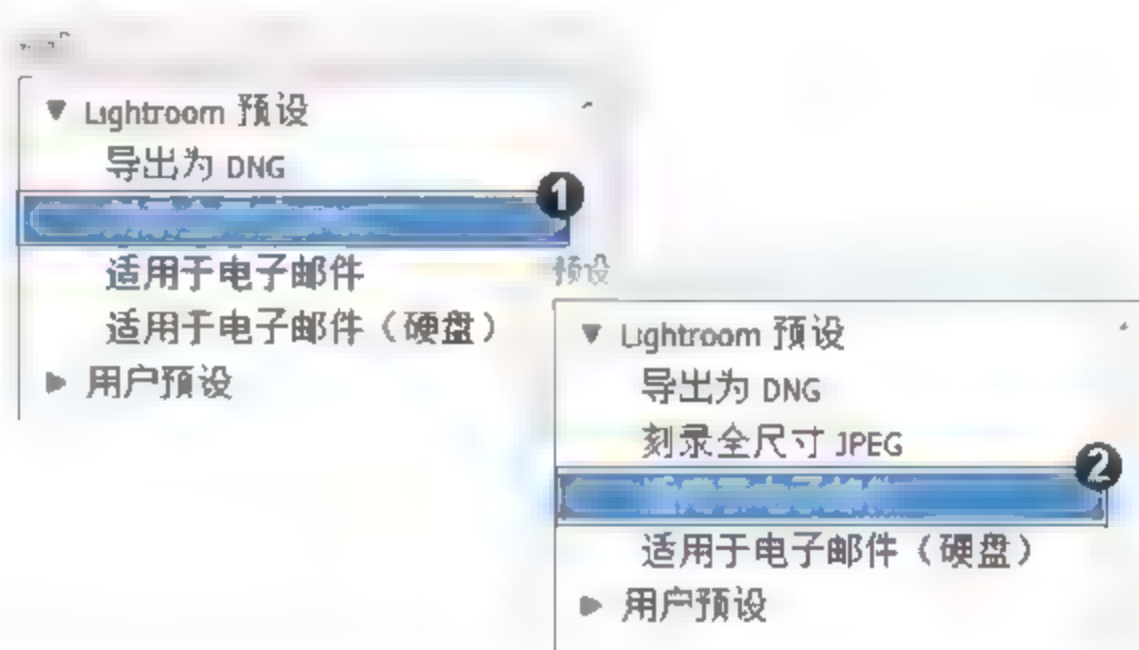 Lightroom 预设
导出为 DNG
1
适用于电子邮件
适用于电子邮件（硬盘）
用户预设
预设
Lightroom 预设
导出为 DNG
刻录全尺寸 JPEG
2
适用于电子邮件（硬盘）
用户预设